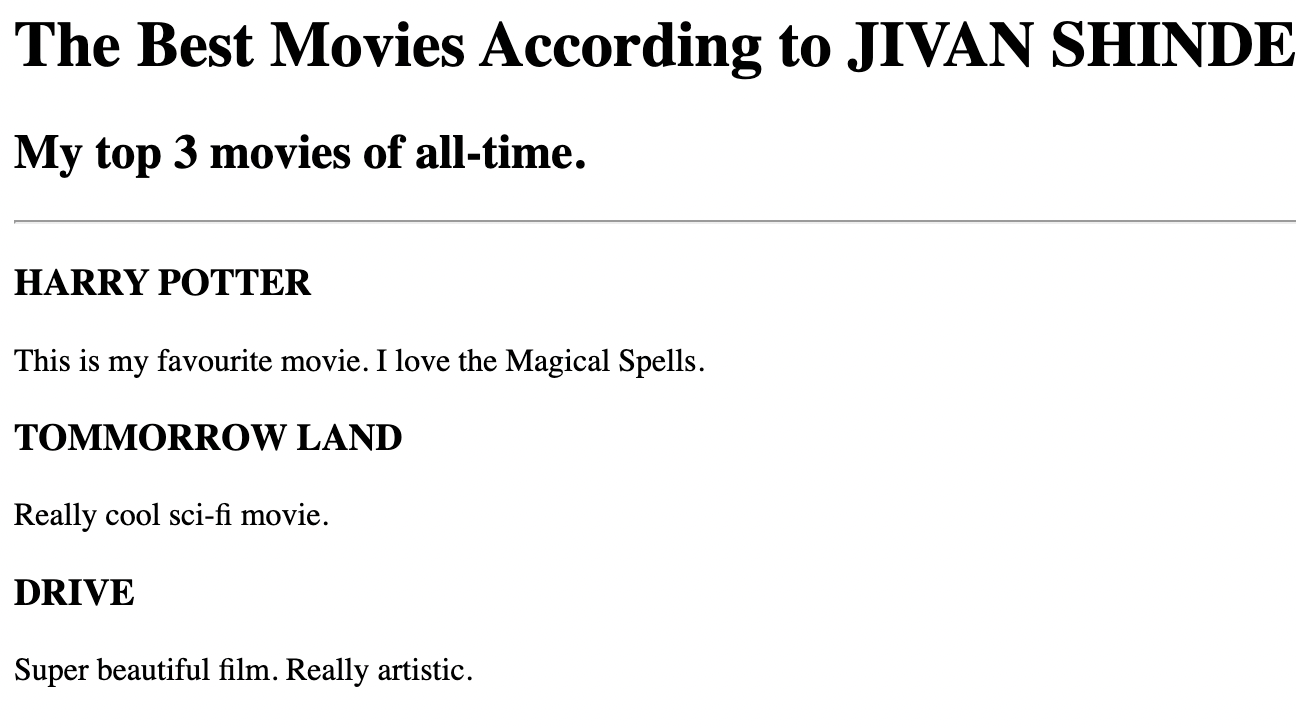 The Best Movies According to JIVAN SHINDE
My top 3 movies of all-time.
HARRY POTTER
This is my favourite movie. I love the Magical Spells.
TOMMORROW LAND
Really cool sci-fi movie.
DRIVE
Super beautiful film. Really artistic.